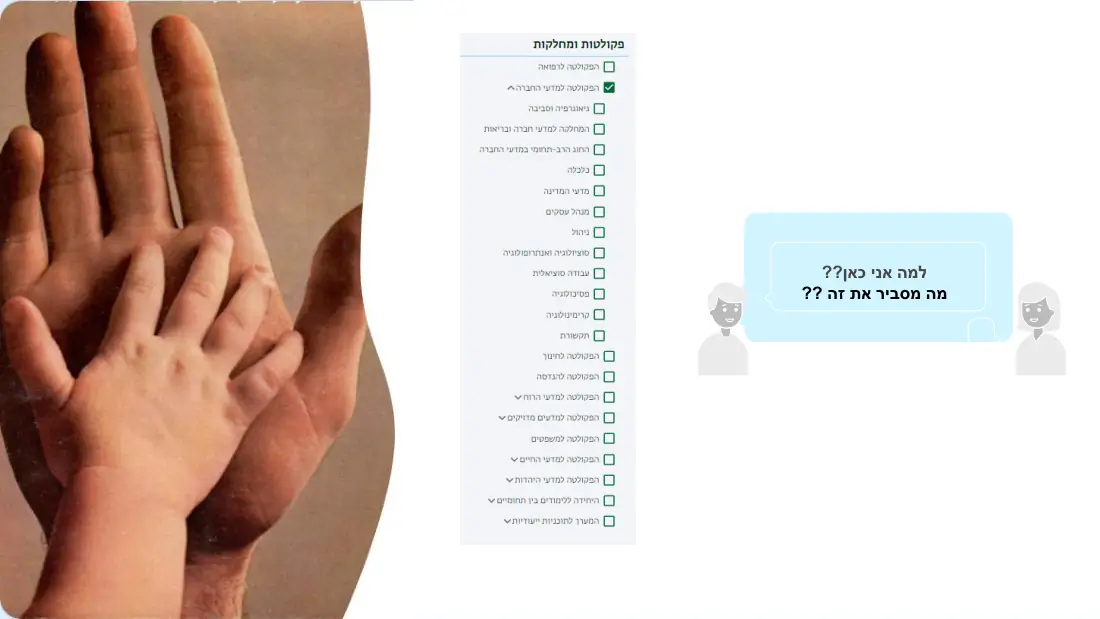 פקולטות ומחלקות
הפקולטה לרפואה
הפקולטה למדעי החברה
גיאוגרפיה וסביבה
המחלקה למדעי חברה ובריאות
החוג הרב-תחומי במדעי החברה
כלכלה
מדעי המדינה
מנהל עסקים
ניהול
סוציולוגיה ואנתרופולוגיה
עבודה סוציאלית
פסיכולוגיה
קרימינולוגיה
תקשורת
הפקולטה לחינוך
הפקולטה להנדסה
הפקולטה למדעי הרוח
הפקולטה למדעים מדויקים
הפקולטה למשפטים
הפקולטה למדעי החיים
הפקולטה למדעי היהדות
היחידה ללימודים בין תחומיים
המערך לתוכניות ייעודיות
למה אני כאן??
מה מסביר את זה ??